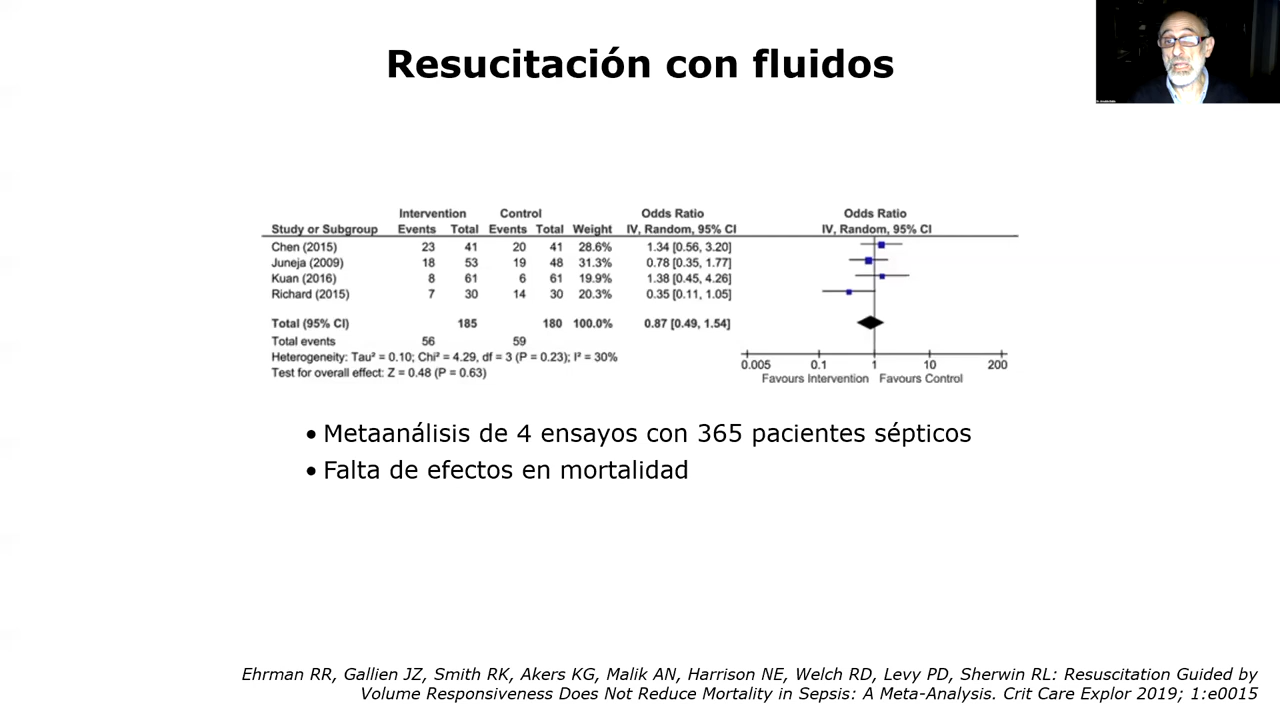 Resucitación con fluidos
Intervention Control Odds Ratio Odds Ratio
Study or Subgroup Events Total Events Total Weight IV, Random, 95% CI IV, Random, 95% CI
Chen (2015) 23 41 20 41 28.6% 1.34 [0.56, 3.20]
Juneja (2009) 18 53 19 48 31.3% 0.78 [0.35, 1.77]
Kuan (2016) 8 61 6 61 19.9% 1.38 [0.45, 4.26]
Richard (2015) 7 30 14 30 20.3% 0.35 [0.11, 1.05]
Total (95% CI) 185 180 100.0% 0.87 [0.49, 1.54]
Total events 56 59
Heterogeneity: Tau² = 0.10; Chi² = 4.29, df = 3 (P = 0.23); I² = 30%
Test for overall effect: Z = 0.48 (P = 0.63)
0.005 0.1 1 10 200
Favours Intervention Favours Control
• Metaanálisis de 4 ensayos con 365 pacientes sépticos
• Falta de efectos en mortalidad
Ehrman RR, Gallien JZ, Smith RK, Akers KG, Malik AN, Harrison NE, Welch RD, Levy PD, Sherwin RL: Resuscitation Guided by
Volume Responsiveness Does Not Reduce Mortality in Sepsis: A Meta-Analysis. Crit Care Explor 2019; 1:e0015